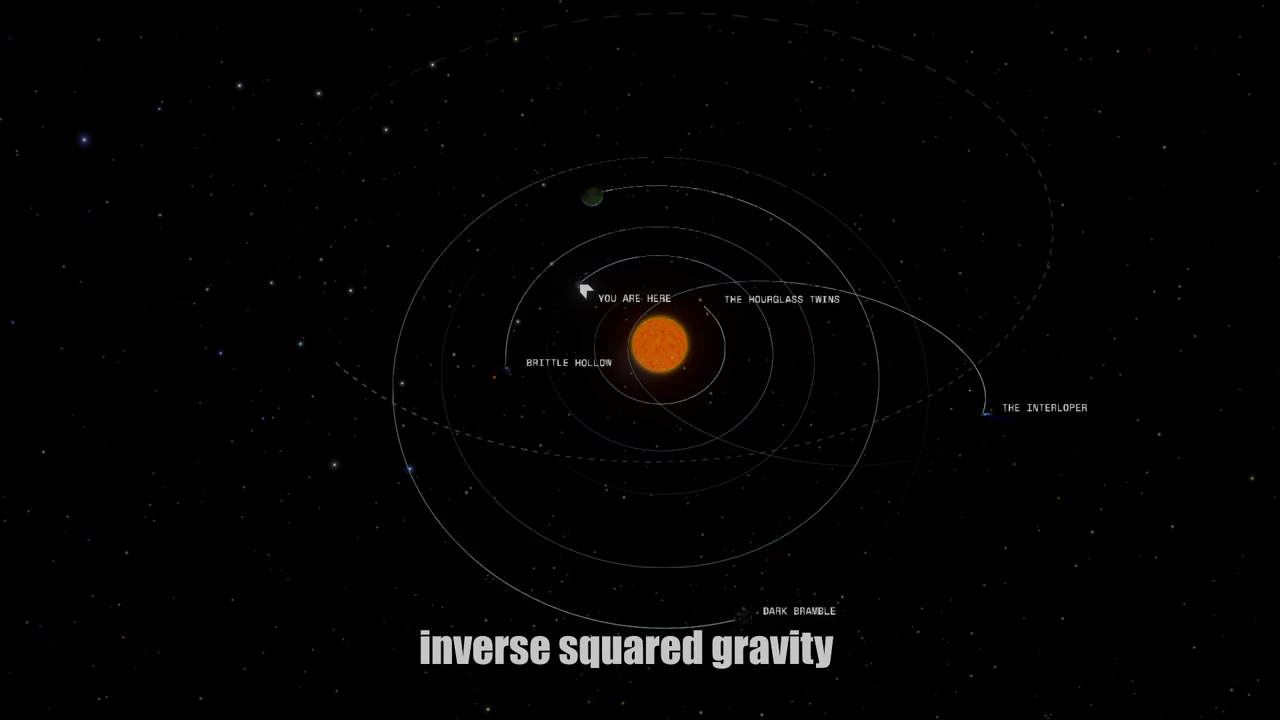 YOU ARE HERE
THE HOURGLASS TWINS
BRITTLE HOLLOW
THE INTERLOPER
DARK BRAMBLE
inverse squared gravity